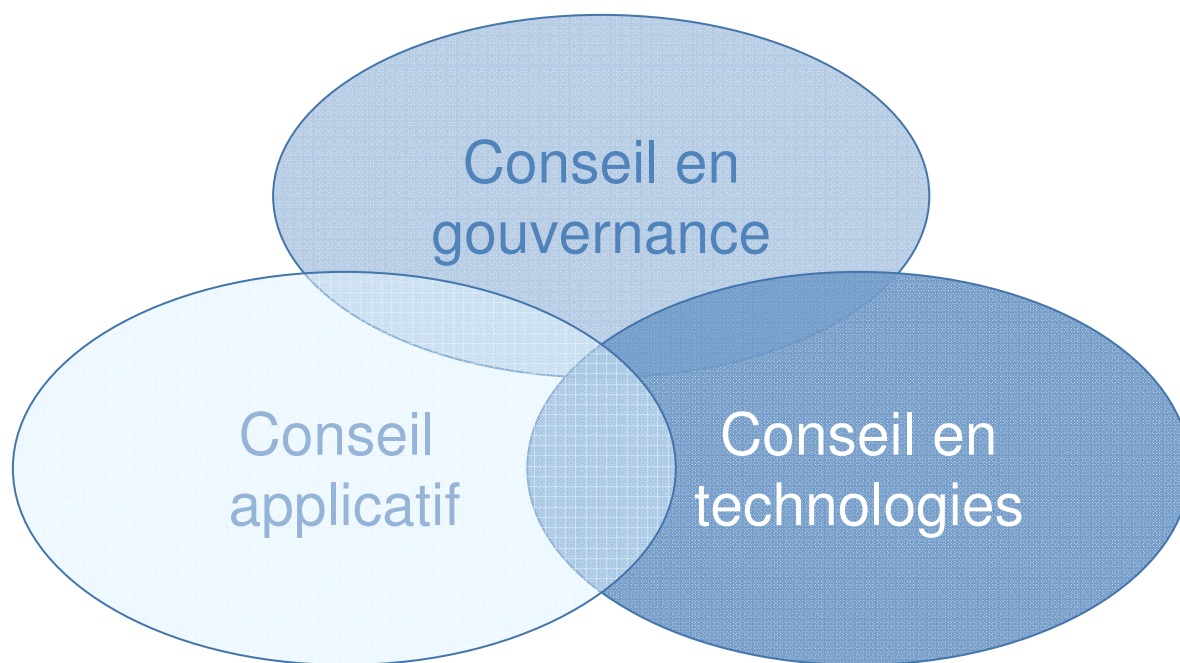 Conseil en
gouvernance
Conseil
applicatif
Conseil en
technologies